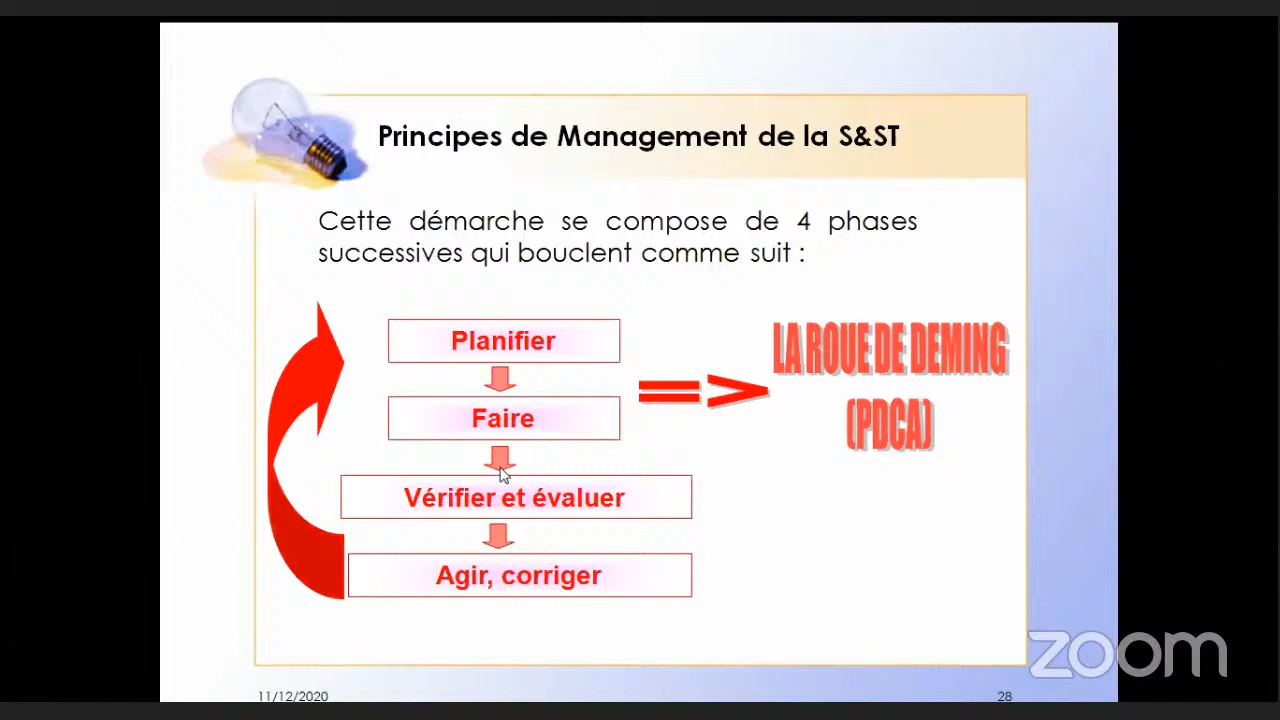 Principes de Management de la S&ST
Cette démarche se compose de 4 phases
successives qui bouclent comme suit :
Planifier
Faire
Vérifier et évaluer
Agir, corriger
=>
LA ROUE DE DEMING
(PDCA)
zoom
11/12/2020
28